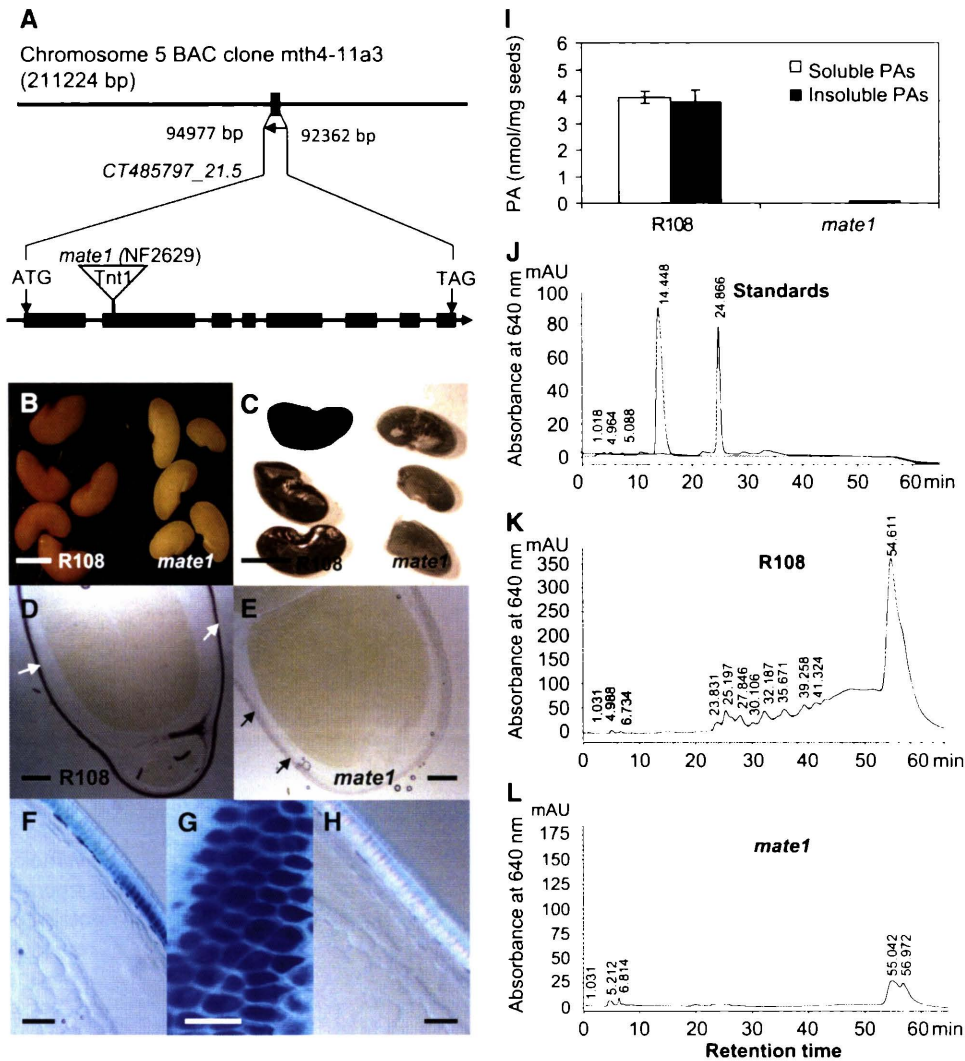 A
Chromosome 5 BAC clone mth4-11a3
(211224 bp)
94977 bp
92362 bp
CT485797_21.5
mate1 (NF2629)
ATG
Tnt1
TAG
B
R108
mate1
C
R108
mate1
D
R108
E
mate1
F
G
H
I
PA (nmol/mg seeds)
6
5
4
3
2
1
0
Soluble PAs
Insoluble PAs
R108
mate1
J
mAU
Standards
Absorbance at 640 nm
100
80
60
40
20
0
1.018
4.964
5.088
14.448
24.866
0
10
20
30
40
50
60 min
K
mAU
R108
Absorbance at 640 nm
350
300
250
200
150
100
50
0
1.031
4.988
6.734
23.831
25.197
27.846
30.106
32.187
35.671
39.258
41.324
54.611
0
10
20
30
40
50
60 min
L
mAU
mate1
Absorbance at 640 nm
175
150
125
100
75
50
25
0
1.031
5.212
6.814
55.042
56.972
0
10
20
30
40
50
60 min
Retention time